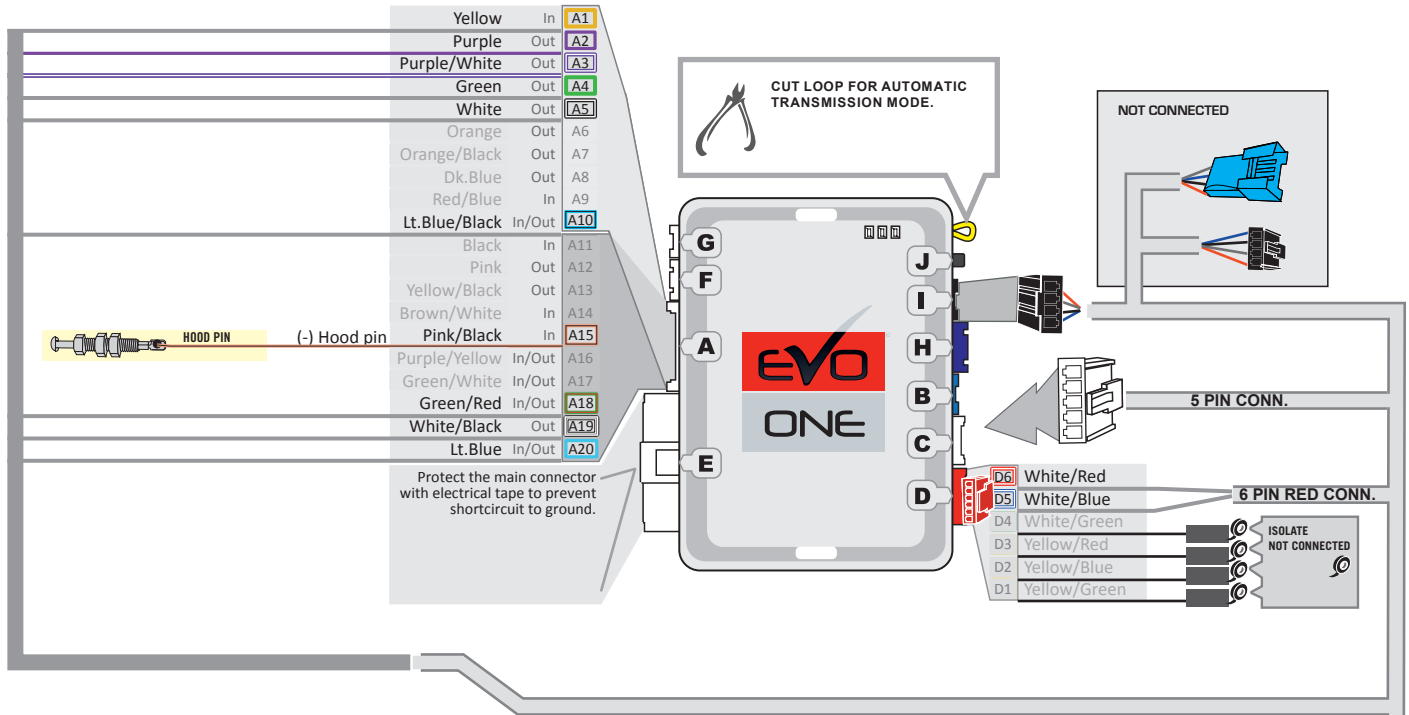 Yellow In A1
Purple Out A2
Purple/White Out A3
Green Out A4
White Out A5
Orange Out A6
Orange/Black Out A7
Dk.Blue Out A8
Red/Blue In A9
Lt.Blue/Black In/Out A10
Black In A11
Pink Out A12
Yellow/Black Out A13
Brown/White In A14
HOOD PIN (-) Hood pin Pink/Black In A15
Purple/Yellow In/Out A16
Green/White In/Out A17
Green/Red In/Out A18
White/Black Out A19
Lt.Blue In/Out A20
Protect the main connector
with electrical tape to prevent
shortcircuit to ground.
CUT LOOP FOR AUTOMATIC
TRANSMISSION MODE.
G
F
A
E
J
I
H
B
C
D
EVO
ONE
NOT CONNECTED
5 PIN CONN.
D6 White/Red
D5 White/Blue
D4 White/Green
D3 Yellow/Red
D2 Yellow/Blue
D1 Yellow/Green
6 PIN RED CONN.
ISOLATE
NOT CONNECTED